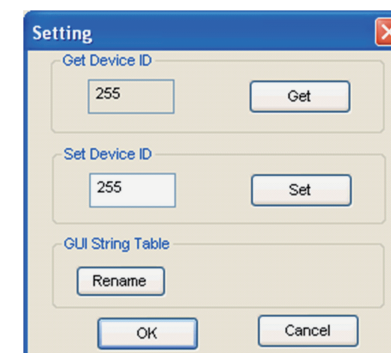 Setting
Get Device ID
255
Get
Set Device ID
255
Set
GUI String Table
Rename
OK
Cancel